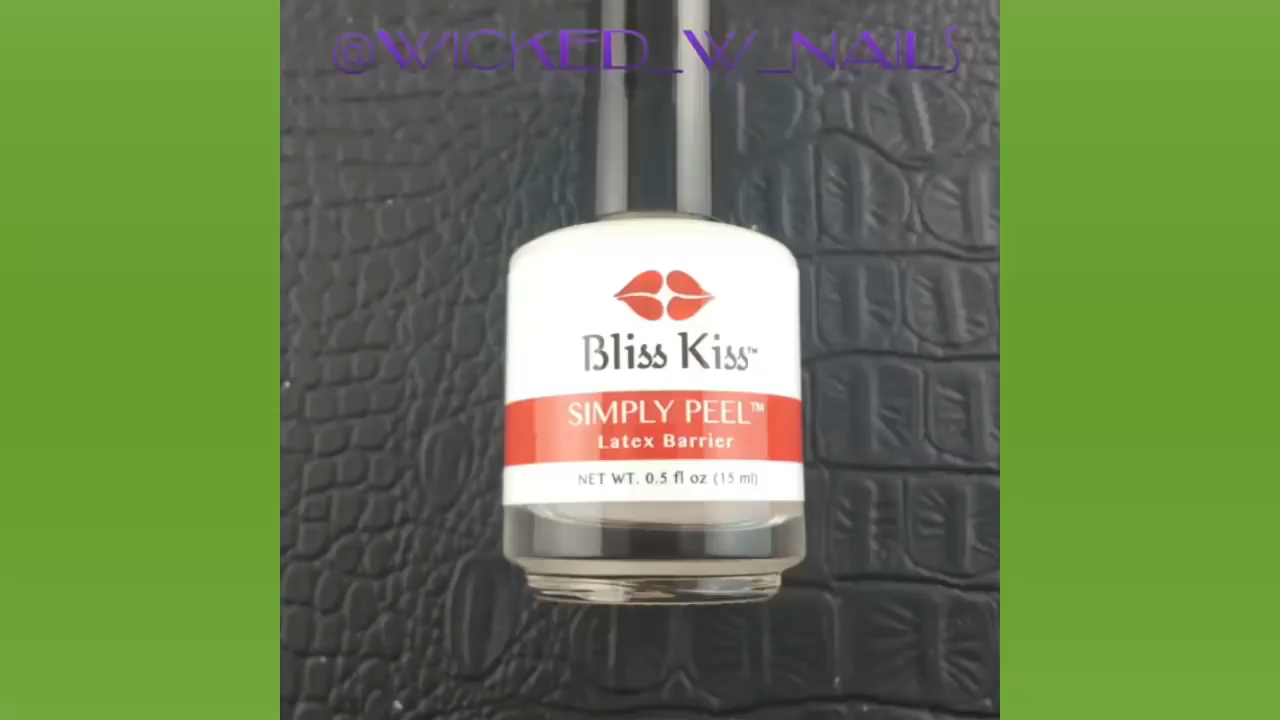 @WICKED_W_NAILS
Bliss Kiss™
SIMPLY PEEL™
Latex Barrier
NET WT. 0.5 fl oz (15 ml)